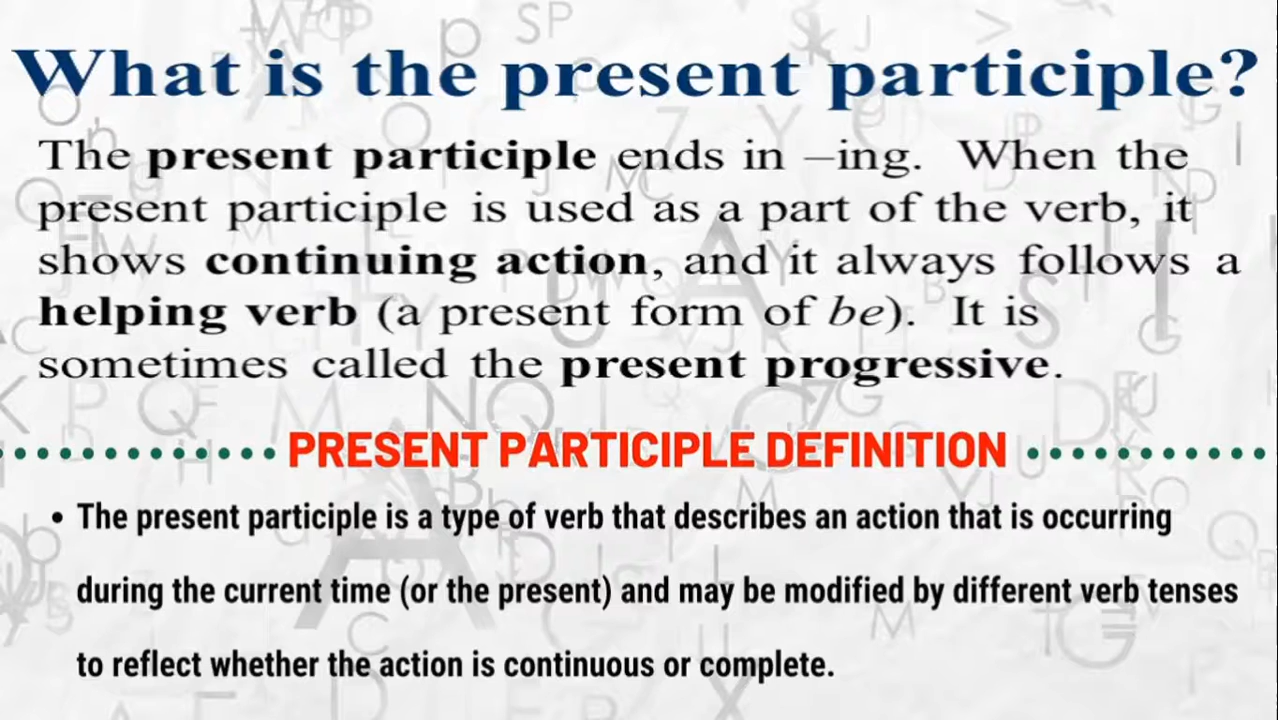 What is the present participle?
The present participle ends in –ing. When the
present participle is used as a part of the verb, it
shows continuing action, and it always follows a
helping verb (a present form of be). It is
sometimes called the present progressive.
PRESENT PARTICIPLE DEFINITION
• The present participle is a type of verb that describes an action that is occurring
during the current time (or the present) and may be modified by different verb tenses
to reflect whether the action is continuous or complete.